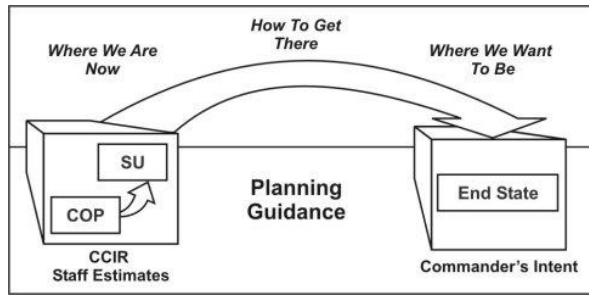 Where We Are
Now
How To Get
There
Where We Want
To Be
SU
COP
Planning
Guidance
End State
CCIR
Staff Estimates
Commander's Intent